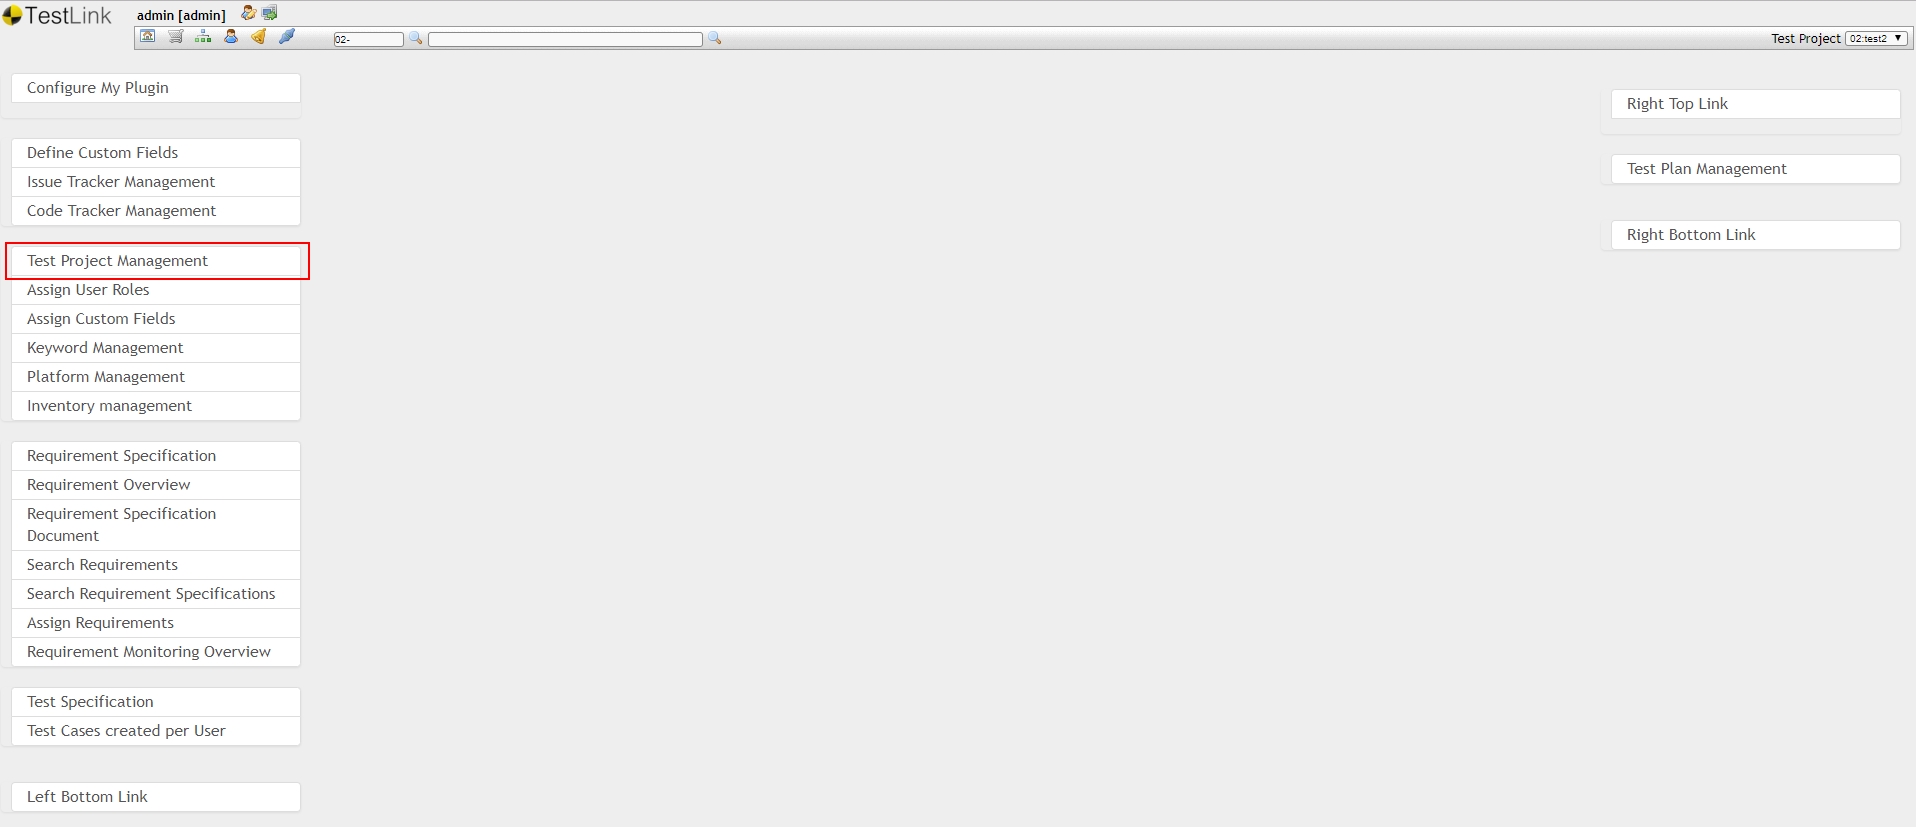 TestLink
admin [admin]
02-
Test Project 02:test2
Configure My Plugin
Define Custom Fields
Issue Tracker Management
Code Tracker Management
Test Project Management
Assign User Roles
Assign Custom Fields
Keyword Management
Platform Management
Inventory management
Requirement Specification
Requirement Overview
Requirement Specification
Document
Search Requirements
Search Requirement Specifications
Assign Requirements
Requirement Monitoring Overview
Test Specification
Test Cases created per User
Left Bottom Link
Right Top Link
Test Plan Management
Right Bottom Link